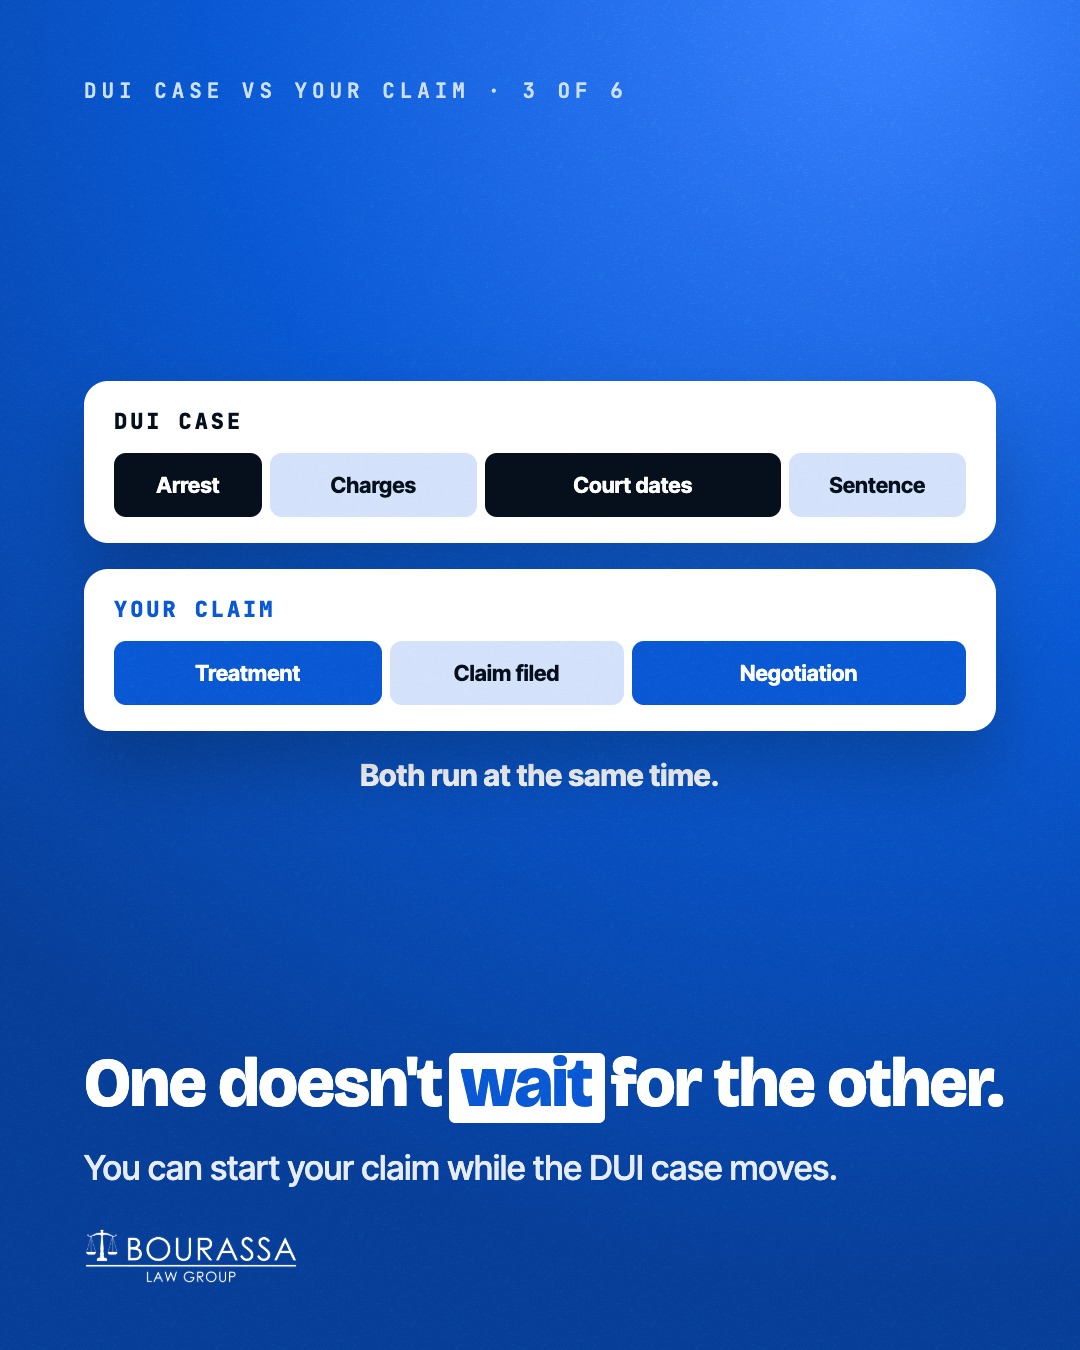 DUI CASE VS YOUR CLAIM · 3 OF 6
DUI CASE
Arrest Charges Court dates Sentence
YOUR CLAIM
Treatment Claim filed Negotiation
Both run at the same time.
One doesn't wait for the other.
You can start your claim while the DUI case moves.
BOURASSA
LAW GROUP